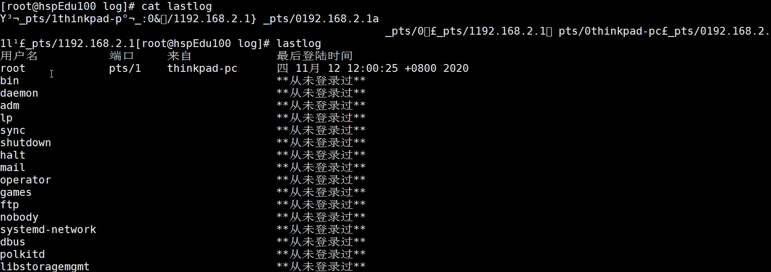 [root@hspEdu100 log]# cat lastlog
Y³¬_pts/1thinkpad-p°¬_:0&/192.168.2.1} _pts/0192.168.2.1a
_pts/0£_pts/1192.168.2.1 pts/0thinkpad-pc£_pts/0192.168.2.
1l¹£_pts/1192.168.2.1[root@hspEdu100 log]# lastlog
用户名 端口 来自 最后登陆时间
root pts/1 thinkpad-pc 四 11月 12 12:00:25 +0800 2020
bin **从未登录过**
daemon **从未登录过**
adm **从未登录过**
lp **从未登录过**
sync **从未登录过**
shutdown **从未登录过**
halt **从未登录过**
mail **从未登录过**
operator **从未登录过**
games **从未登录过**
ftp **从未登录过**
nobody **从未登录过**
systemd-network **从未登录过**
dbus **从未登录过**
polkitd **从未登录过**
libstoragemgmt **从未登录过**